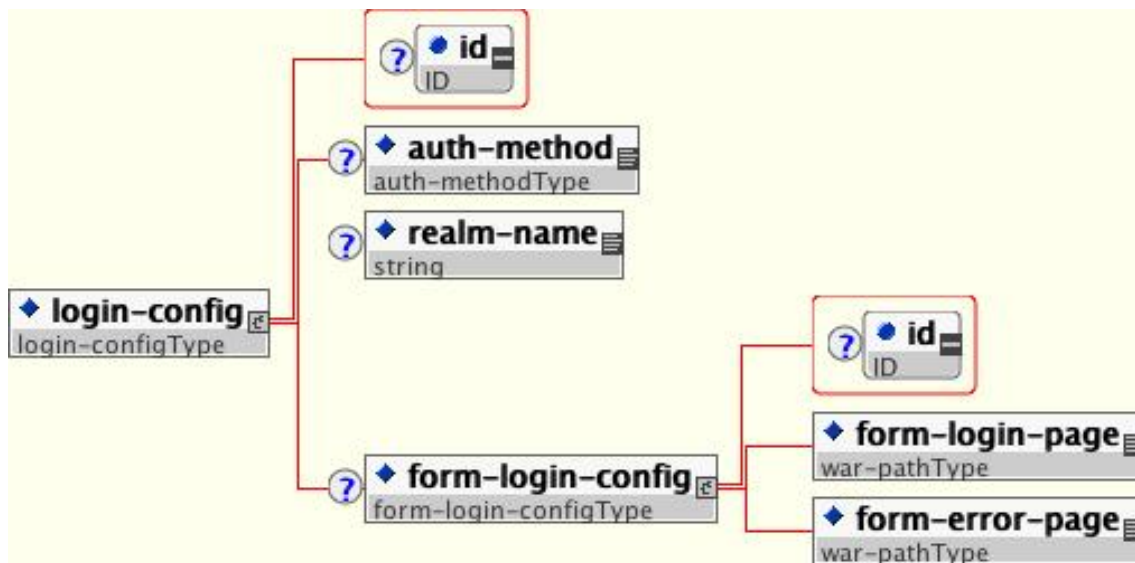 ? id
ID
? auth-method
auth-methodType
? realm-name
string
login-config
login-configType
? id
ID
form-login-page
war-pathType
? form-login-config
form-login-configType
form-error-page
war-pathType